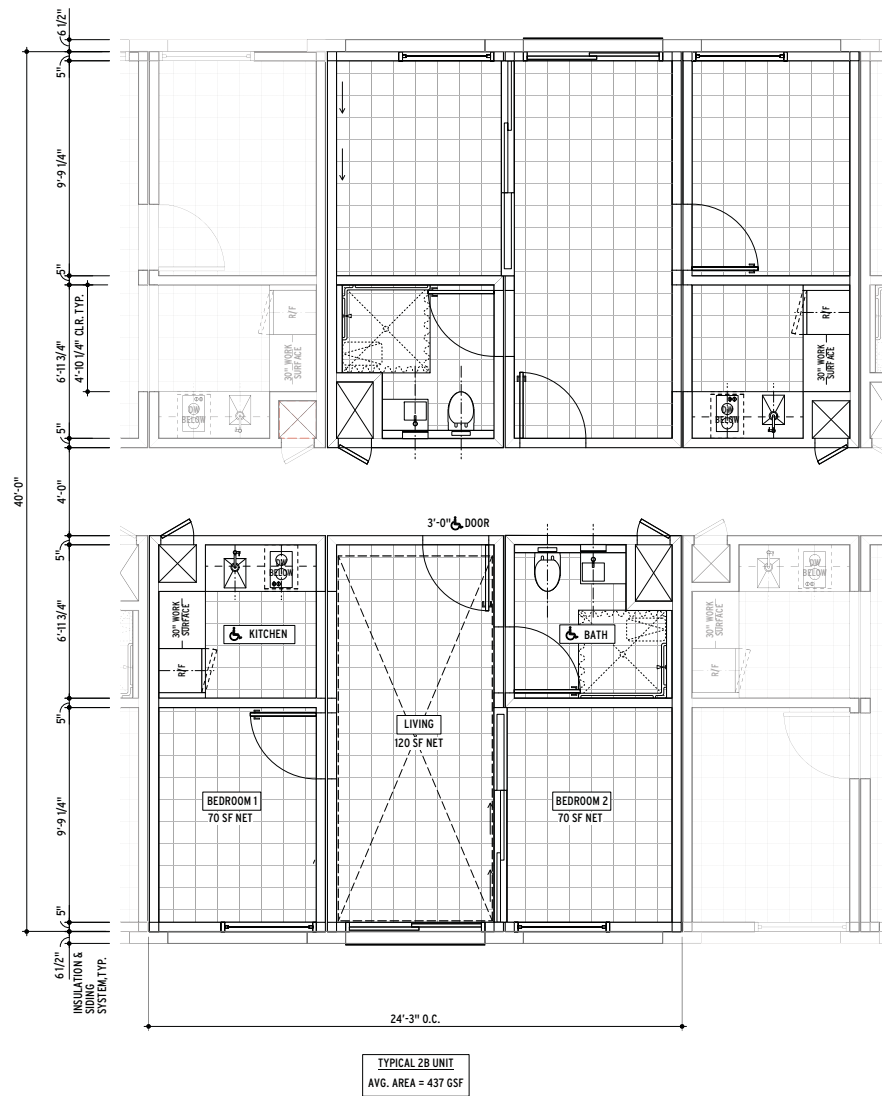 6 1/2"
5"
9'-9 1/4"
5"
4'-10 1/4" CLR. TYP.
6'-11 3/4"
5"
40'-0"
4'-0"
5"
6'-11 3/4"
5"
9'-9 1/4"
5"
6 1/2"
INSULATION &
SIDING
SYSTEM,TYP.
R/F
30" WORK
SURFACE
DW
BELOW
R/F
30" WORK
SURFACE
DW
BELOW
3'-0" DOOR
DW
BELOW
30" WORK
SURFACE
KITCHEN
R/F
BATH
DW
BELOW
30" WORK
SURFACE
R/F
LIVING
120 SF NET
BEDROOM 1
70 SF NET
BEDROOM 2
70 SF NET
24'-3" O.C.
TYPICAL 2B UNIT
AVG. AREA = 437 GSF